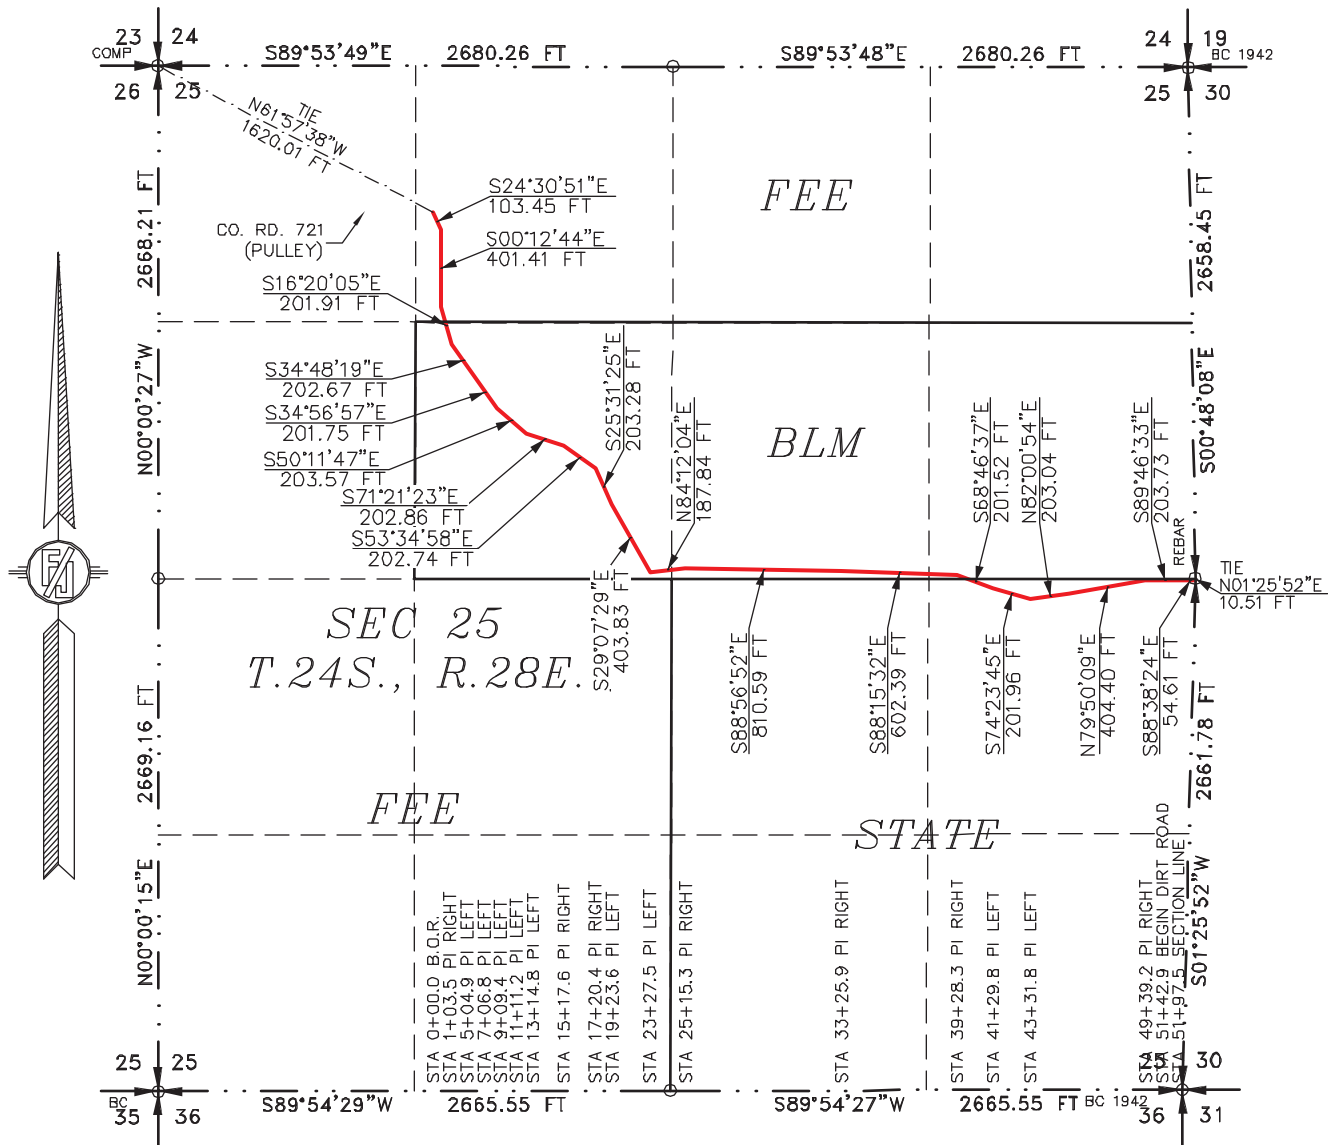 23 24
COMP
26 25
S89°53'49"E 2680.26 FT
S89°53'48"E 2680.26 FT
24 19
BC 1942
25 30
TIE
N61°57'38"W
1620.01 FT
CO. RD. 721
(PULLEY)
S24°30'51"E
103.45 FT
S00°12'44"E
401.41 FT
S16°20'05"E
201.91 FT
S34°48'19"E
202.67 FT
S34°56'57"E
201.75 FT
S50°11'47"E
203.57 FT
S71°21'23"E
202.86 FT
S53°34'58"E
202.74 FT
S25°31'25"E
203.28 FT
S29°07'29"E
403.83 FT
N84°12'04"E
187.84 FT
S88°56'52"E
810.59 FT
S88°15'32"E
602.39 FT
S68°46'37"E
201.52 FT
S74°23'45"E
201.96 FT
N82°00'54"E
203.04 FT
N79°50'09"E
404.40 FT
S89°46'33"E
203.73 FT
S88°38'24"E
54.61 FT
REBAR
TIE
N01°25'52"E
10.51 FT
FEE
BLM
SEC 25
T.24S., R.28E.
FEE
STATE
2668.21 FT
N00°00'27"W
2669.16 FT
N00°00'15"E
2658.45 FT
S00°48'08"E
2661.78 FT
S01°25'52"W
STA 0+00.0 B.O.R.
STA 1+03.5 PI RIGHT
STA 5+04.9 PI LEFT
STA 7+06.8 PI LEFT
STA 9+09.4 PI LEFT
STA 11+11.2 PI LEFT
STA 13+14.8 PI LEFT
STA 15+17.6 PI RIGHT
STA 17+20.4 PI RIGHT
STA 19+23.6 PI LEFT
STA 23+27.5 PI LEFT
STA 25+15.3 PI RIGHT
STA 33+25.9 PI RIGHT
STA 39+28.3 PI RIGHT
STA 41+29.8 PI LEFT
STA 43+31.8 PI LEFT
STA 49+39.2 PI RIGHT
STA 51+42.9 BEGIN DIRT ROAD
STA 51+97.5 SECTION LINE
25 25
BC
35 36
S89°54'29"W 2665.55 FT
S89°54'27"W 2665.55 FT
BC 1942
25 30
36 31
FJ